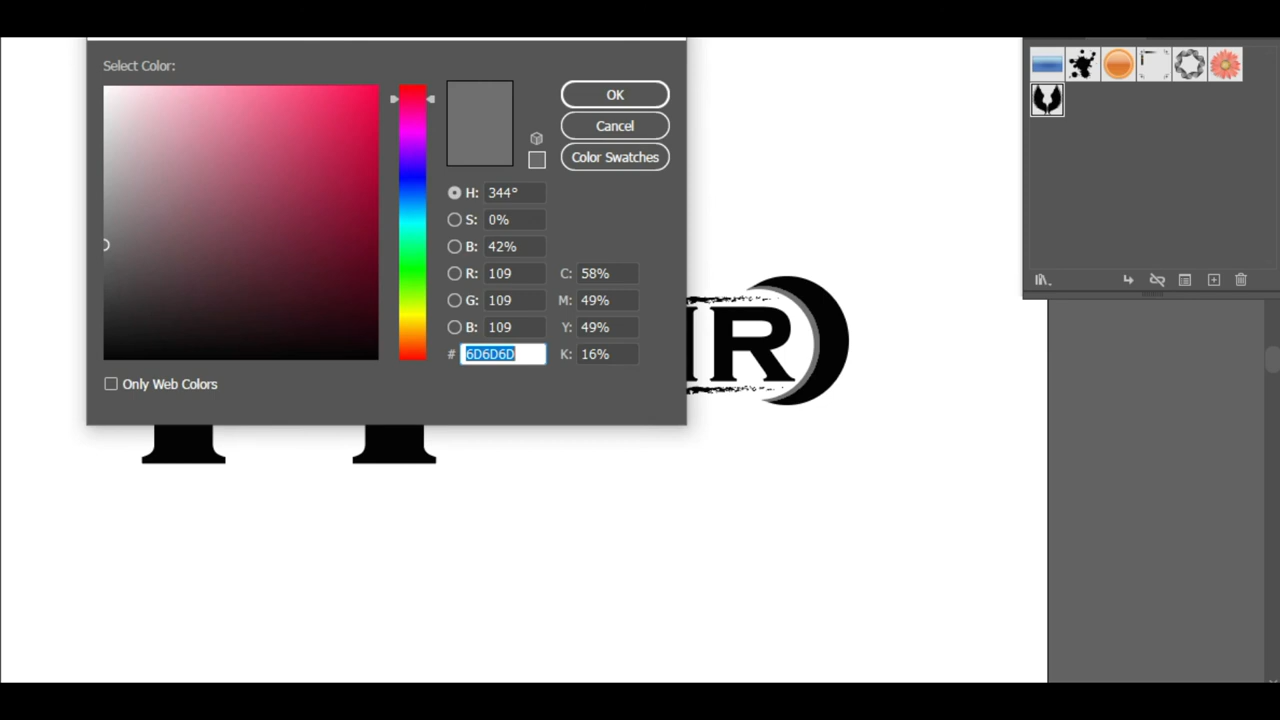 Select Color:
OK
Cancel
Color Swatches
H: 344°
S: 0%
B: 42%
R: 109 C: 58%
G: 109 M: 49%
B: 109 Y: 49%
# 6D6D6D K: 16%
Only Web Colors
R